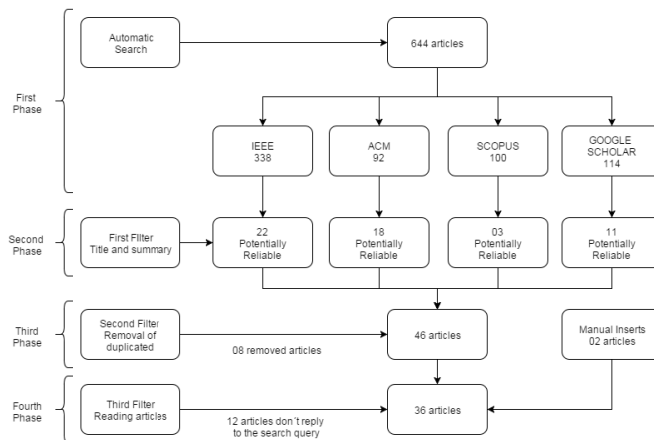 Automatic
Search
644 articles
First
Phase
IEEE
338
ACM
92
SCOPUS
100
GOOGLE
SCHOLAR
114
Second
Phase
First FIlter
Title and summary
22
Potentially
Reliable
18
Potentially
Reliable
03
Potentially
Reliable
11
Potentially
Reliable
Third
Phase
Second Filter
Removal of
duplicated
08 removed articles
46 articles
Manual Inserts
02 articles
Fourth
Phase
Third Filter
Reading articles
12 articles don´t reply
to the search query
36 articles